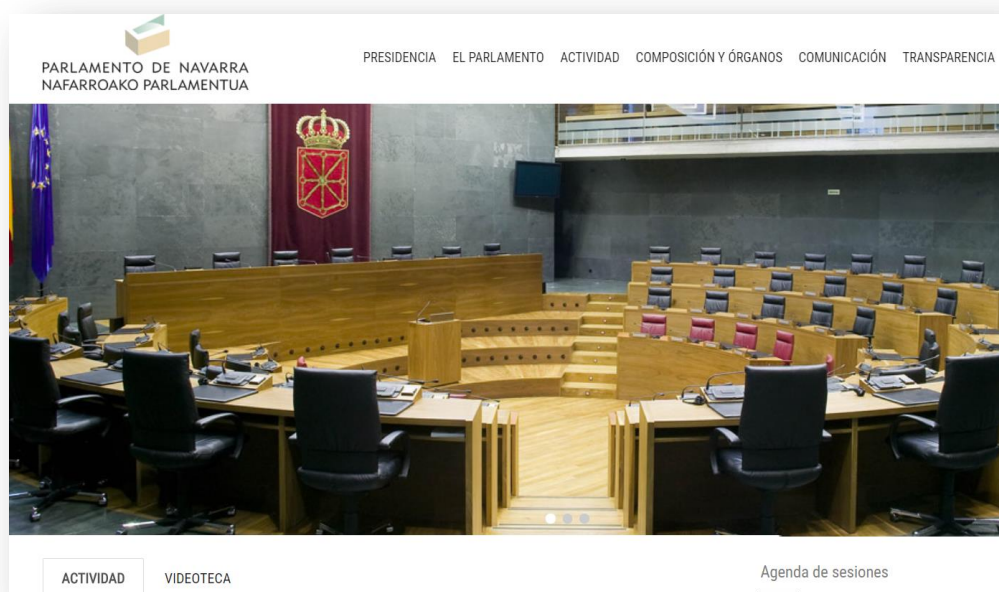 PARLAMENTO DE NAVARRA
NAFARROAKO PARLAMENTUA
PRESIDENCIA EL PARLAMENTO ACTIVIDAD COMPOSICIÓN Y ÓRGANOS COMUNICACIÓN TRANSPARENCIA
ACTIVIDAD VIDEOTECA
Agenda de sesiones